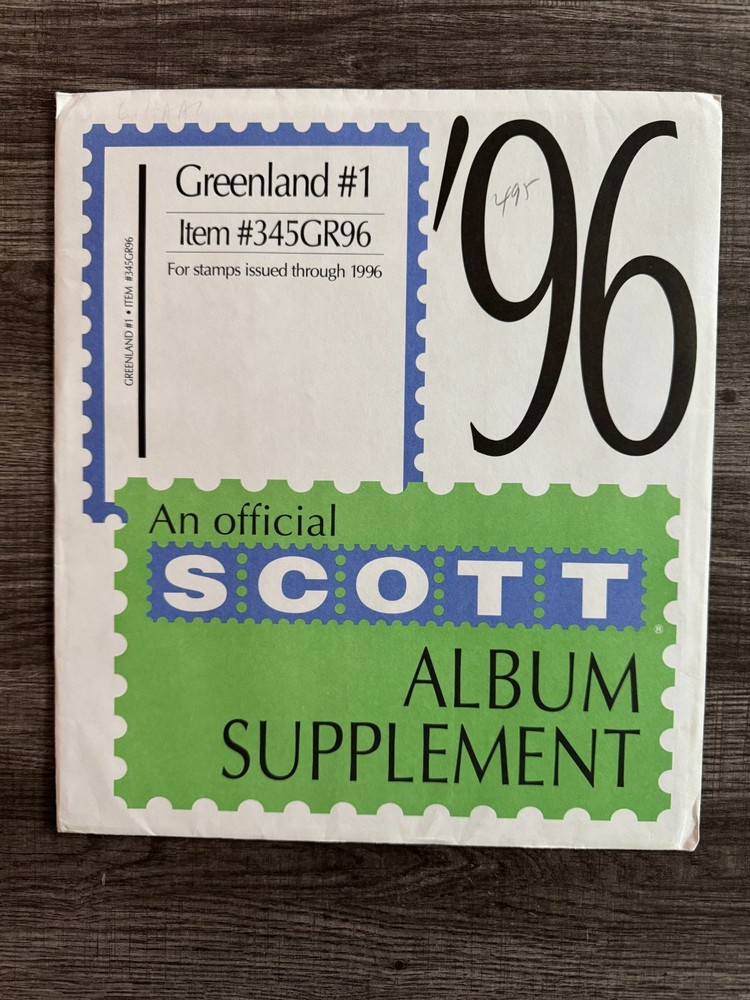 Greenland #1
Item #345GR96
For stamps issued through 1996
GREENLAND #1 • ITEM #345GR96
'96
495
An official
SCOTT
®
ALBUM
SUPPLEMENT